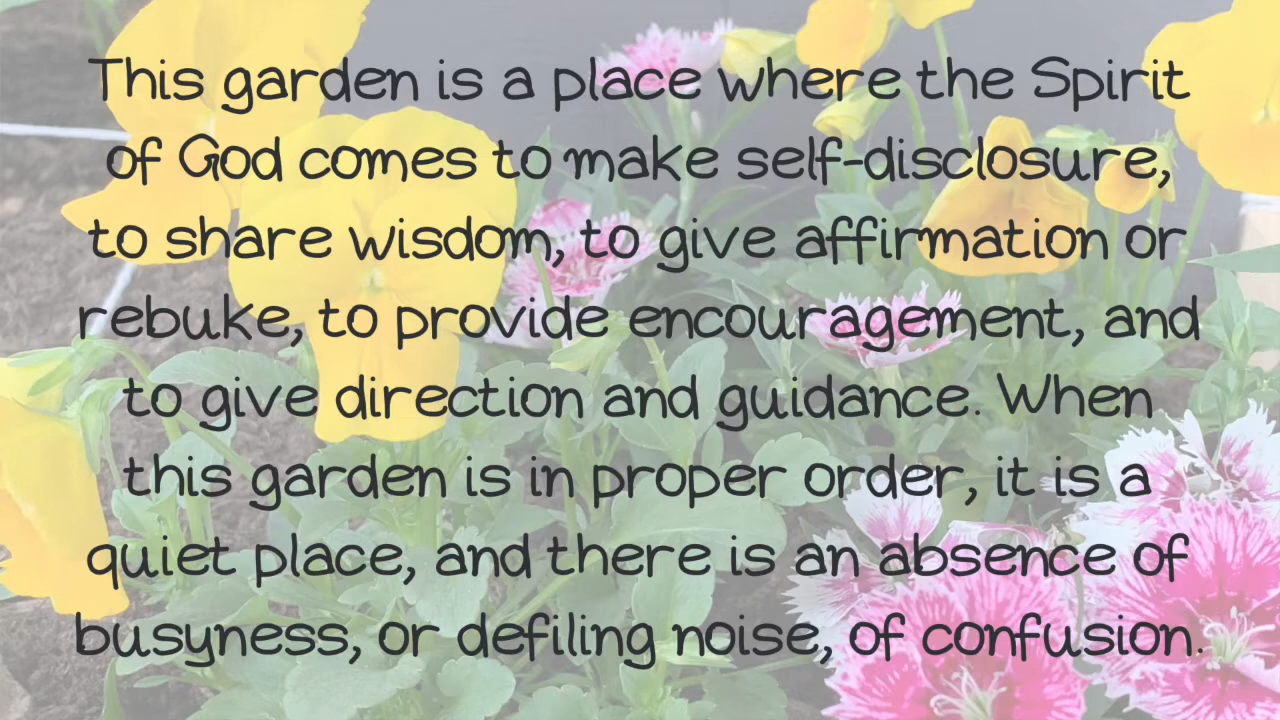 This garden is a place where the Spirit
of God comes to make self-disclosure,
to share wisdom, to give affirmation or
rebuke, to provide encouragement, and
to give direction and guidance. When
this garden is in proper order, it is a
quiet place, and there is an absence of
busyness, or defiling noise, of confusion.